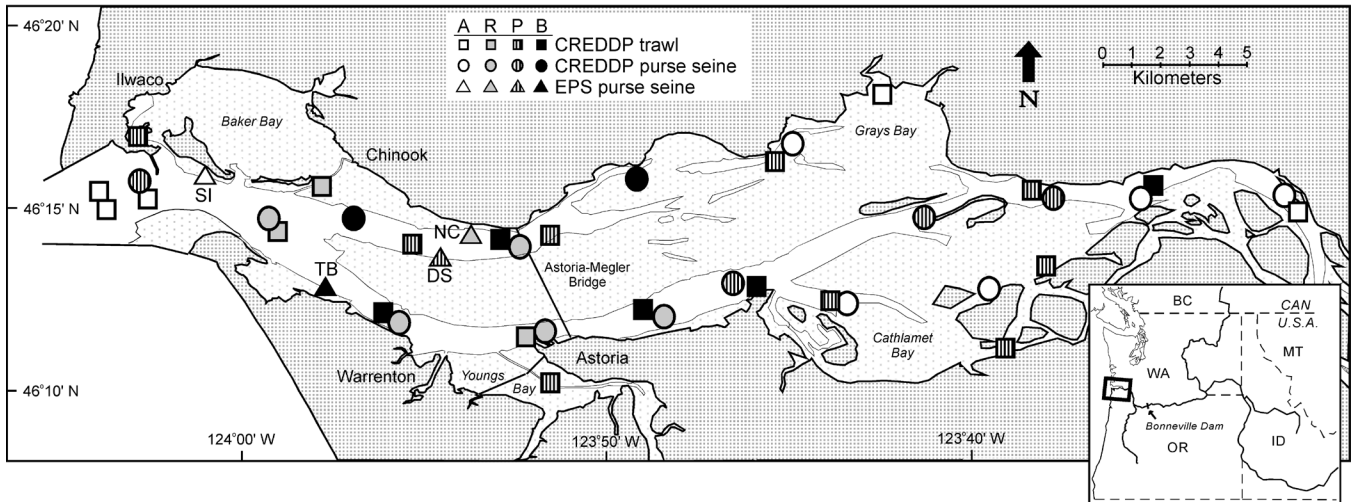 46°20' N
A R P B
CREDDP trawl
CREDDP purse seine
EPS purse seine
N
0 1 2 3 4 5
Kilometers
Ilwaco
Baker Bay
Grays Bay
Chinook
SI
46°15' N
NC
DS
TB
Astoria-Megler
Bridge
Cathlamet
Bay
Astoria
Warrenton
Youngs
Bay
46°10' N
124°00' W
123°50' W
123°40' W
BC
CAN
U.S.A.
MT
WA
Bonneville Dam
OR
ID